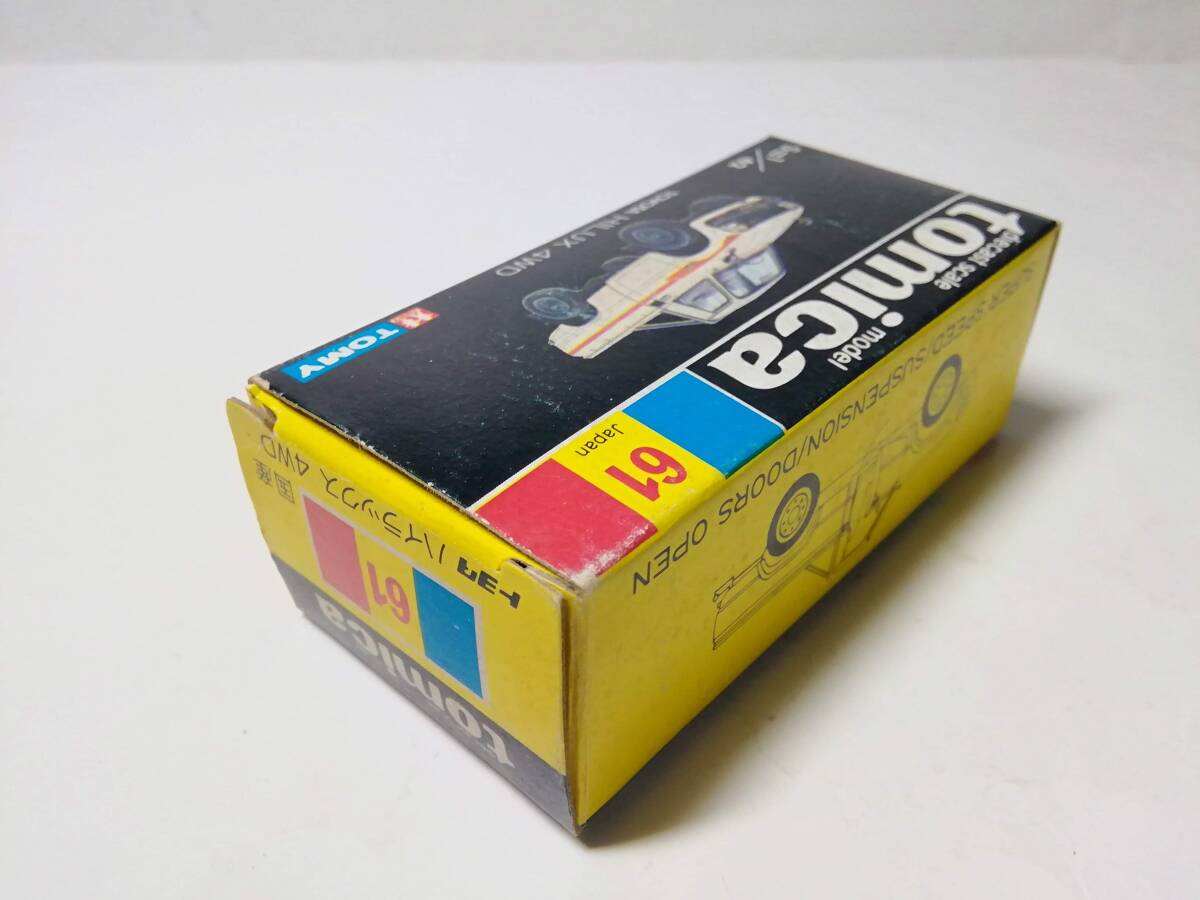 diecast scale
tomica
model
S=1/62
TOYOTA HILUX 4WD
TOMY
61
Japan
SUPER SPEED/SUSPENSION/DOORS OPEN
tomica
61
トヨタ ハイラックス 4WD
国産